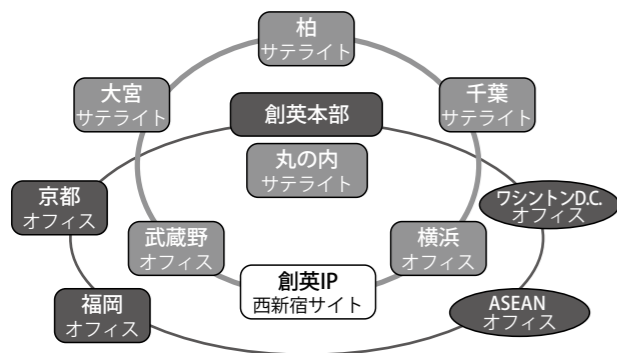 柏
サテライト
大宮
サテライト
千葉
サテライト
創英本部
丸の内
サテライト
京都
オフィス
ワシントンD.C.
オフィス
武蔵野
オフィス
横浜
オフィス
創英IP
西新宿サイト
福岡
オフィス
ASEAN
オフィス